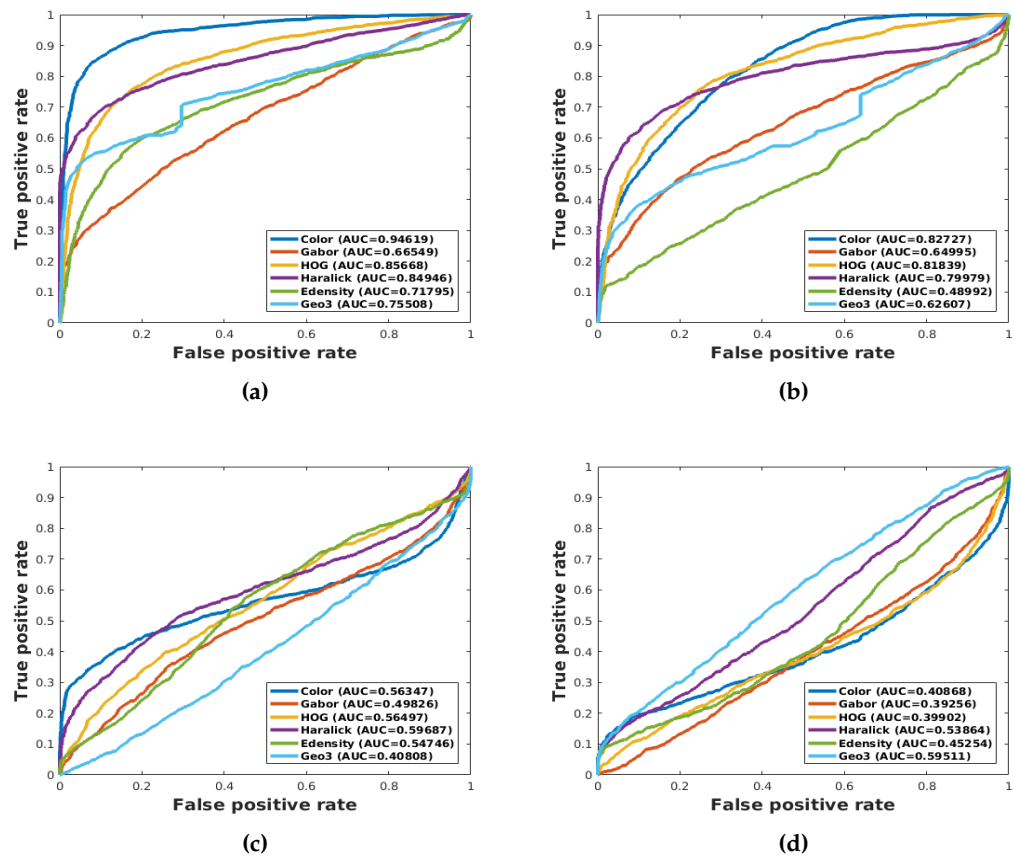 1
0.9
0.8
0.7
0.6
0.5
0.4
0.3
0.2
0.1
0
0 0.2 0.4 0.6 0.8 1
True positive rate
False positive rate
Color (AUC=0.94619)
Gabor (AUC=0.66549)
HOG (AUC=0.85668)
Haralick (AUC=0.84946)
Edensity (AUC=0.71795)
Geo3 (AUC=0.75508)
(a)
1
0.9
0.8
0.7
0.6
0.5
0.4
0.3
0.2
0.1
0
0 0.2 0.4 0.6 0.8 1
True positive rate
False positive rate
Color (AUC=0.82727)
Gabor (AUC=0.64995)
HOG (AUC=0.81839)
Haralick (AUC=0.79979)
Edensity (AUC=0.48992)
Geo3 (AUC=0.62607)
(b)
1
0.9
0.8
0.7
0.6
0.5
0.4
0.3
0.2
0.1
0
0 0.2 0.4 0.6 0.8 1
True positive rate
False positive rate
Color (AUC=0.56347)
Gabor (AUC=0.49826)
HOG (AUC=0.56497)
Haralick (AUC=0.59687)
Edensity (AUC=0.54746)
Geo3 (AUC=0.40808)
(c)
1
0.9
0.8
0.7
0.6
0.5
0.4
0.3
0.2
0.1
0
0 0.2 0.4 0.6 0.8 1
True positive rate
False positive rate
Color (AUC=0.40868)
Gabor (AUC=0.39256)
HOG (AUC=0.39902)
Haralick (AUC=0.53864)
Edensity (AUC=0.45254)
Geo3 (AUC=0.59511)
(d)